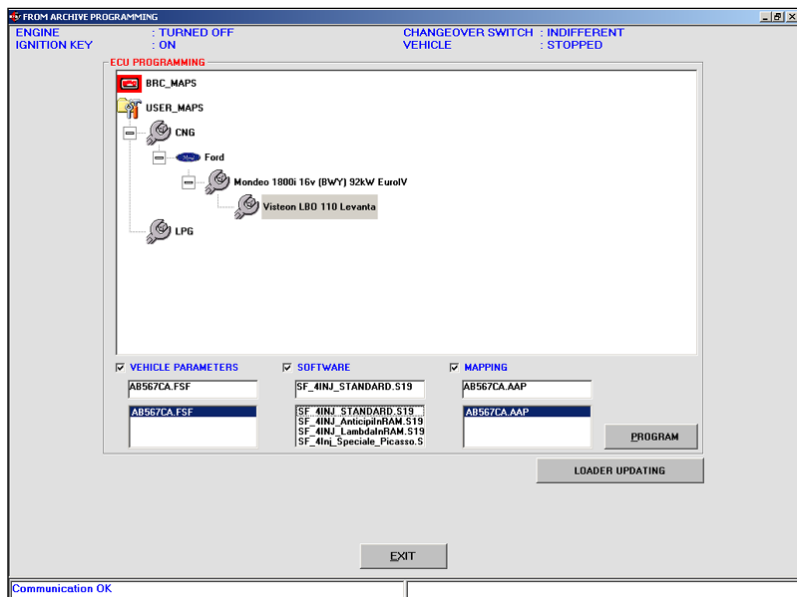 FROM ARCHIVE PROGRAMMING
ENGINE : TURNED OFF CHANGEOVER SWITCH : INDIFFERENT
IGNITION KEY : ON VEHICLE : STOPPED
ECU PROGRAMMING
BRC_MAPS
USER_MAPS
CNG
Ford
Mondeo 1800i 16v (BWY) 92kW EuroIV
Visteon LBO 110 Levanta
LPG
VEHICLE PARAMETERS SOFTWARE MAPPING
AB567CA.FSF SF_4INJ_STANDARD.S19 AB567CA.AAP
AB567CA.FSF SF_4INJ_STANDARD.S19 AB567CA.AAP
SF_4INJ_AnticipiInRAM.S19
SF_4INJ_LambdaInRAM.S19
SF_4Inj_Speciale_Picasso.S
PROGRAM
LOADER UPDATING
EXIT
Communication OK